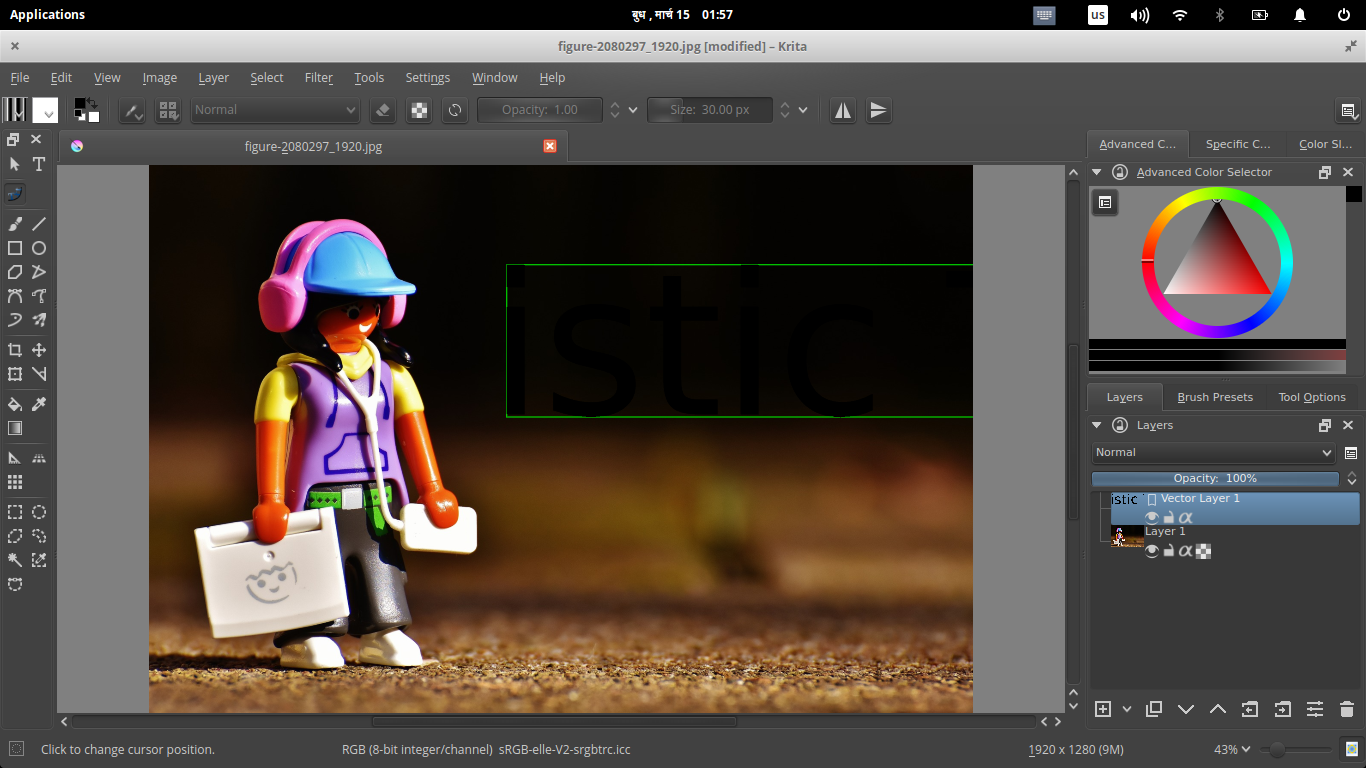 Applications
बुध , मार्च 15 01:57
us
figure-2080297_1920.jpg [modified] – Krita
File Edit View Image Layer Select Filter Tools Settings Window Help
Normal
Opacity: 1.00
Size: 30.00 px
figure-2080297_1920.jpg
Advanced C...
Specific C...
Color Sl...
Advanced Color Selector
istic
Layers
Brush Presets
Tool Options
Layers
Normal
Opacity: 100%
istic
Vector Layer 1
Layer 1
Click to change cursor position.
RGB (8-bit integer/channel) sRGB-elle-V2-srgbtrc.icc
1920 x 1280 (9M)
43%